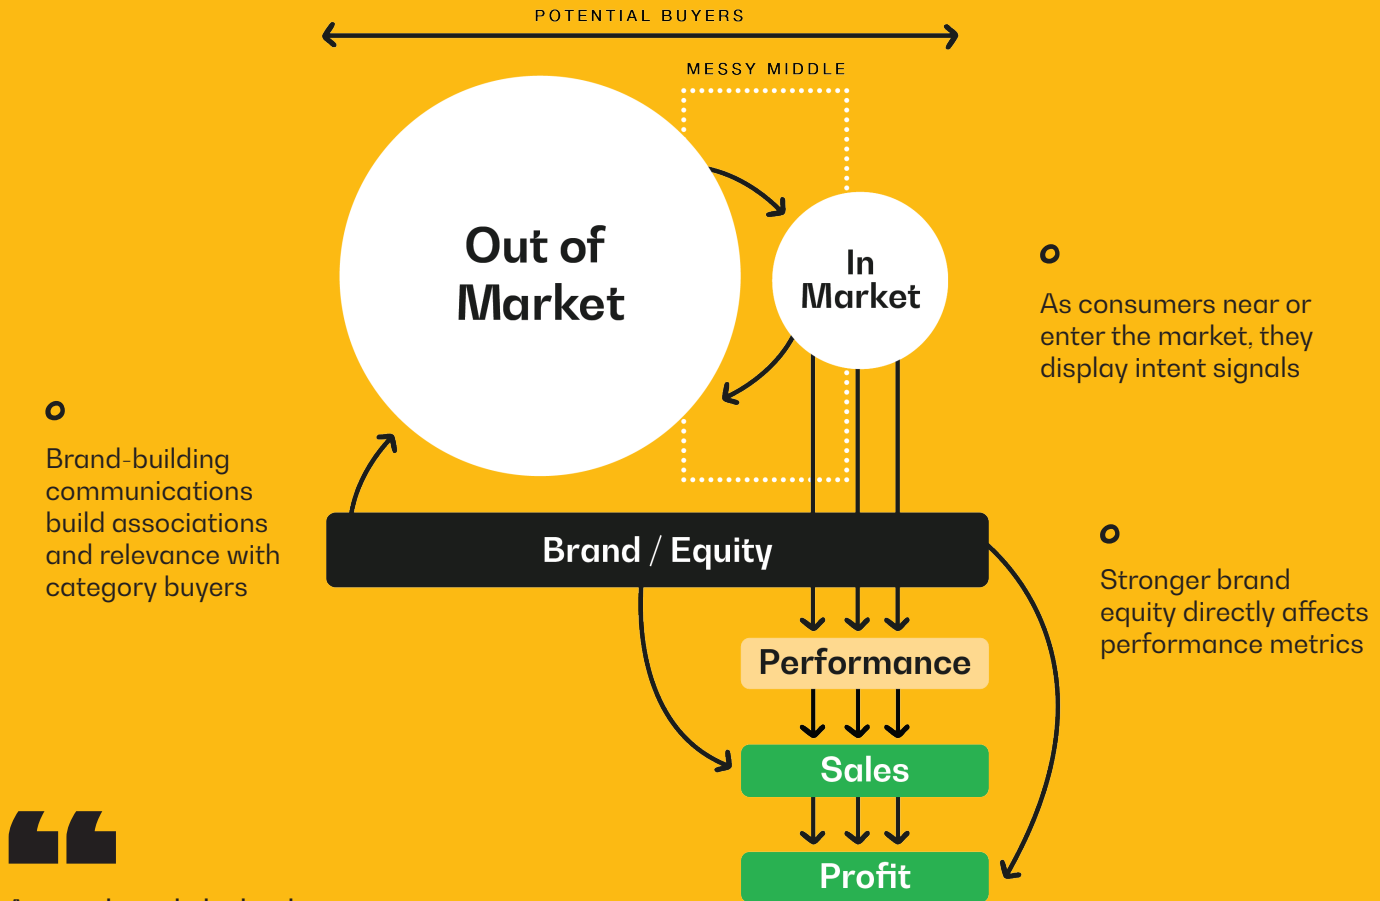 POTENTIAL BUYERS
MESSY MIDDLE
Out of
Market
In
Market
As consumers near or
enter the market, they
display intent signals
Brand-building
communications
build associations
and relevance with
category buyers
Brand / Equity
Stronger brand
equity directly affects
performance metrics
Performance
Sales
Profit
“